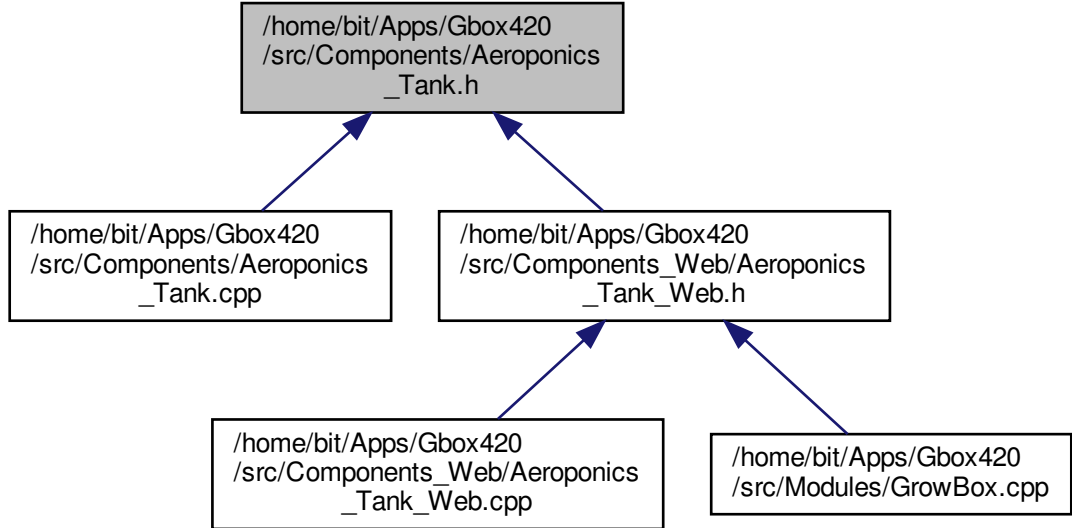 /home/bit/Apps/Gbox420
/src/Components/Aeroponics
_Tank.h
/home/bit/Apps/Gbox420
/src/Components/Aeroponics
_Tank.cpp
/home/bit/Apps/Gbox420
/src/Components_Web/Aeroponics
_Tank_Web.h
/home/bit/Apps/Gbox420
/src/Components_Web/Aeroponics
_Tank_Web.cpp
/home/bit/Apps/Gbox420
/src/Modules/GrowBox.cpp